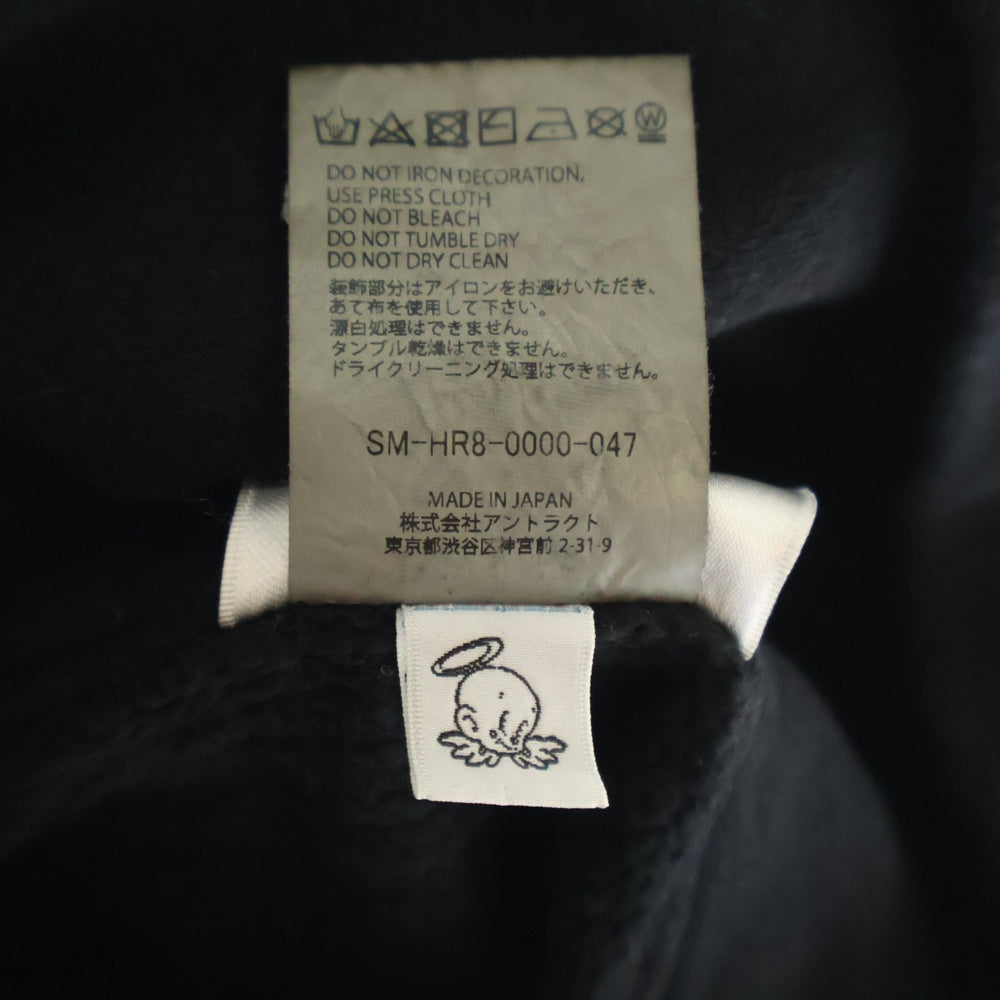 W
DO NOT IRON DECORATION,
USE PRESS CLOTH
DO NOT BLEACH
DO NOT TUMBLE DRY
DO NOT DRY CLEAN
装飾部分はアイロンをお避けいただき、
あて布を使用して下さい。
漂白処理はできません。
タンブル乾燥はできません。
ドライクリーニング処理はできません。
SM-HR8-0000-047
MADE IN JAPAN
株式会社アントラクト
東京都渋谷区神宮前 2-31-9